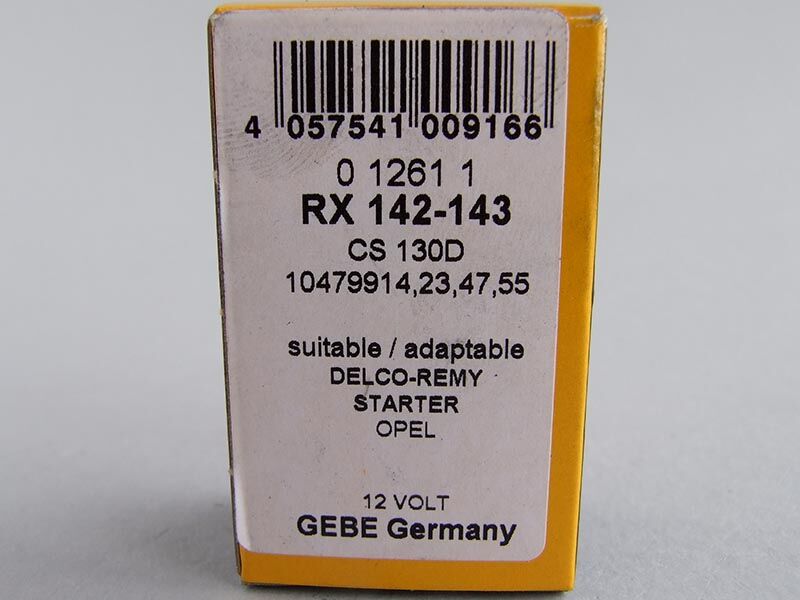 4 057541 009166
0 1261 1
RX 142-143
CS 130D
10479914,23,47,55
suitable / adaptable
DELCO-REMY
STARTER
OPEL
12 VOLT
GEBE Germany